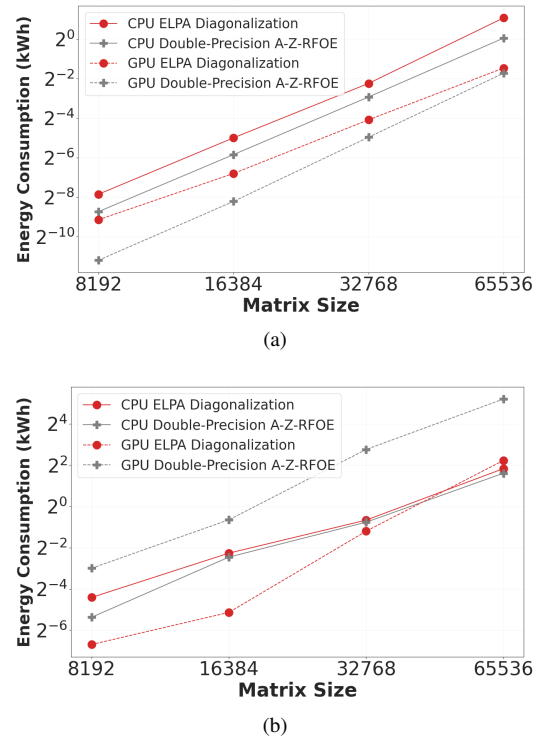 CPU ELPA Diagonalization
CPU Double-Precision A-Z-RFOE
GPU ELPA Diagonalization
GPU Double-Precision A-Z-RFOE
Energy Consumption (kWh)
2^0
2^−2
2^−4
2^−6
2^−8
2^−10
8192 16384 32768 65536
Matrix Size
(a)
CPU ELPA Diagonalization
CPU Double-Precision A-Z-RFOE
GPU ELPA Diagonalization
GPU Double-Precision A-Z-RFOE
Energy Consumption (kWh)
2^4
2^2
2^0
2^−2
2^−4
2^−6
8192 16384 32768 65536
Matrix Size
(b)